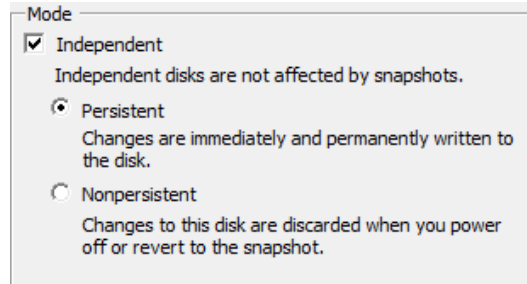 Mode
Independent
Independent disks are not affected by snapshots.
Persistent
Changes are immediately and permanently written to
the disk.
Nonpersistent
Changes to this disk are discarded when you power
off or revert to the snapshot.